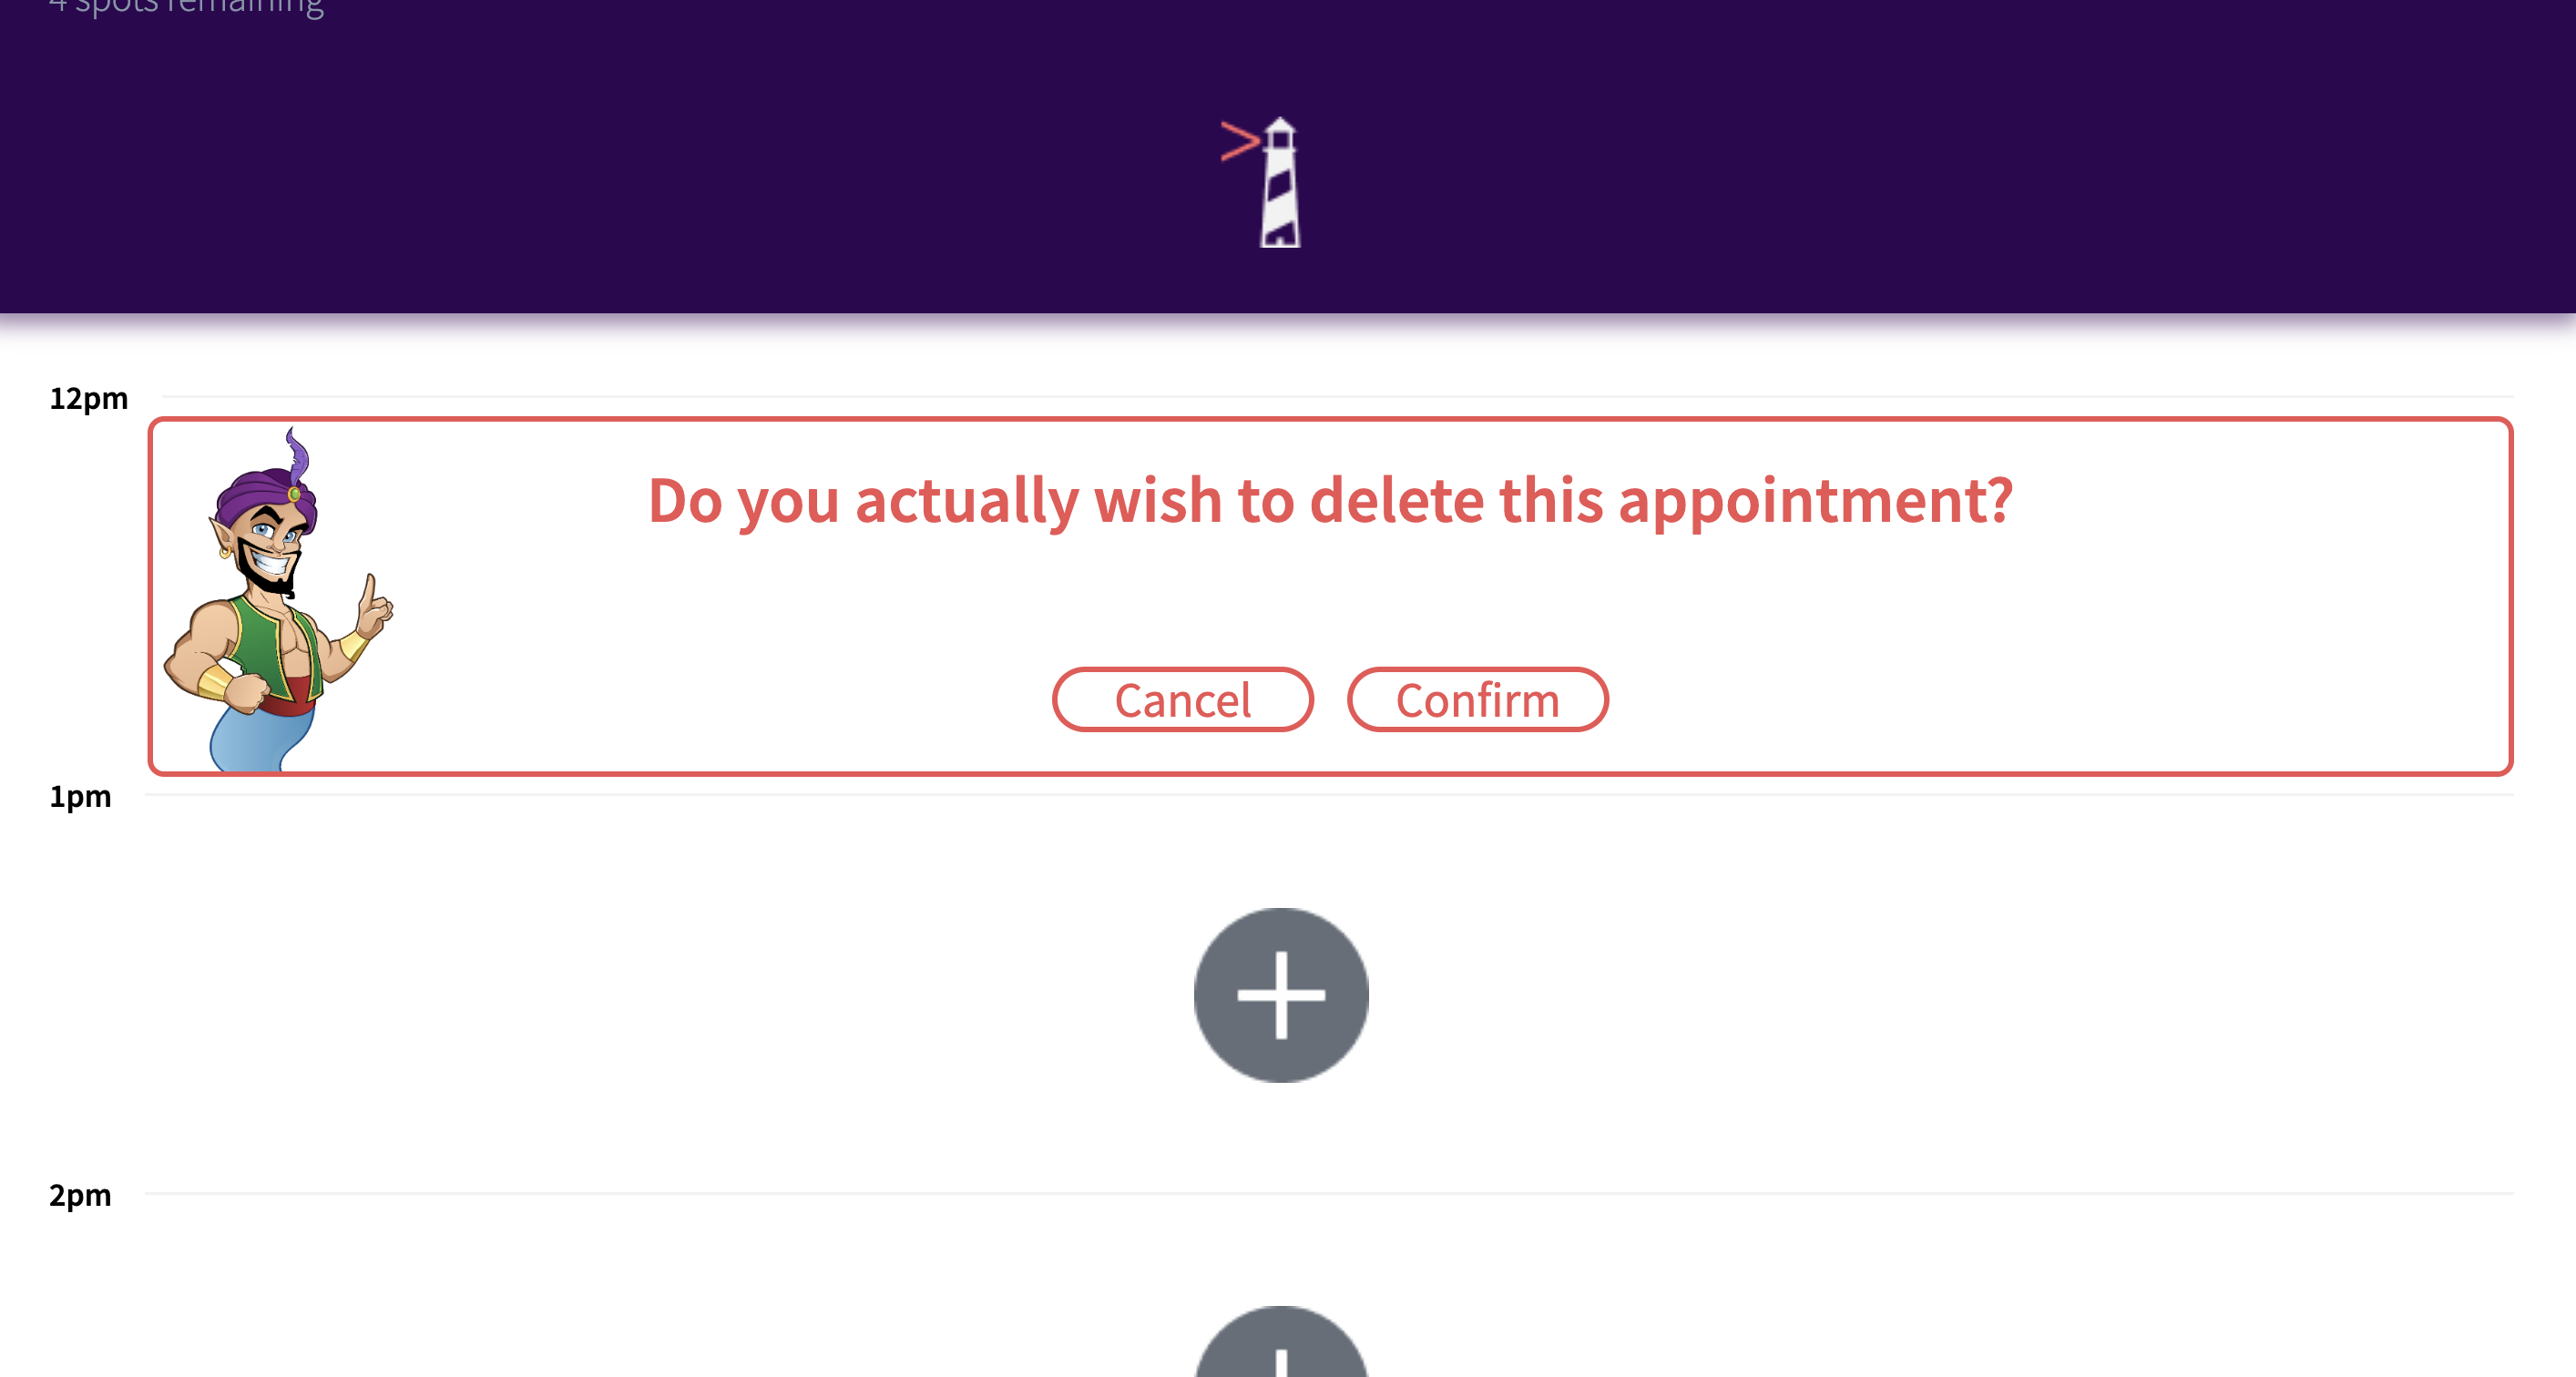 4 spots remaining
12pm
Do you actually wish to delete this appointment?
Cancel Confirm
1pm
2pm